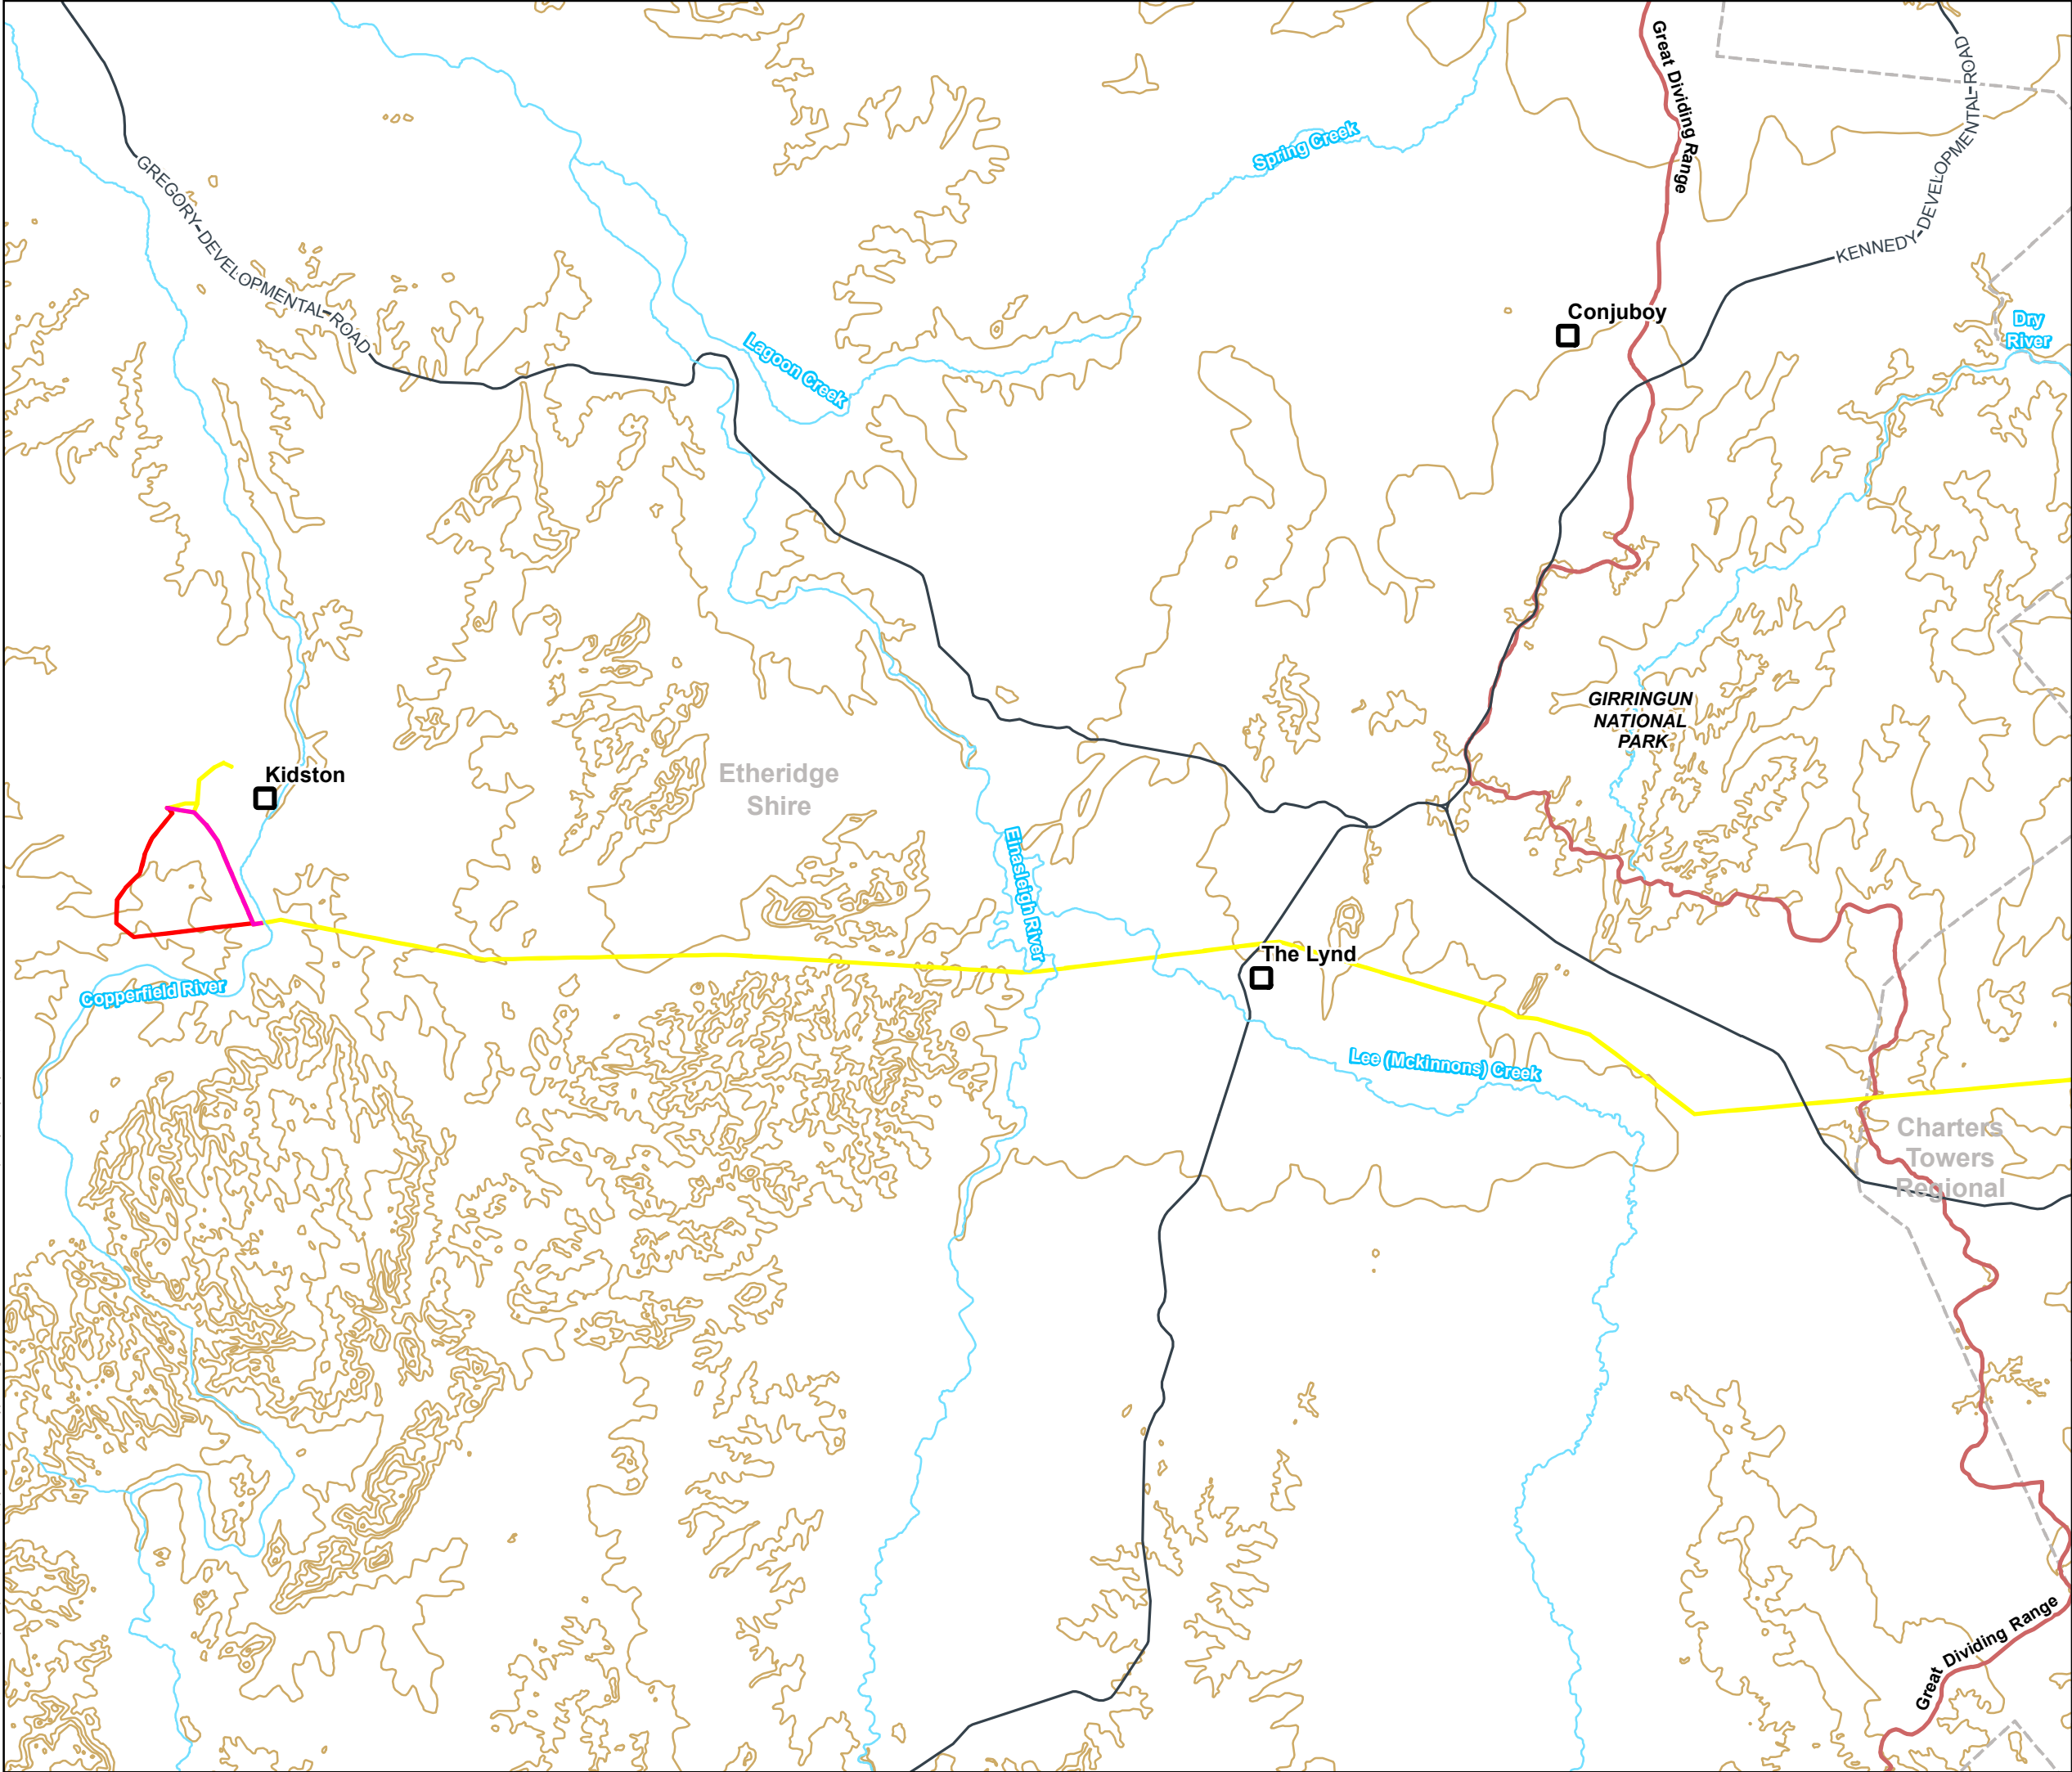 Great Dividing Range
KENNEDY-DEVELOPMENTAL-ROAD
Spring Creek
GREGORY-DEVELOPMENTAL-ROAD
Conjuboy
Dry
River
Lagoon Creek
GIRRINGUN
NATIONAL
PARK
Kidston
Etheridge
Shire
Einasleigh River
The Lynd
Copperfield River
Lee (Mckinnons) Creek
Charters
Towers
Regional
Great Dividing Range